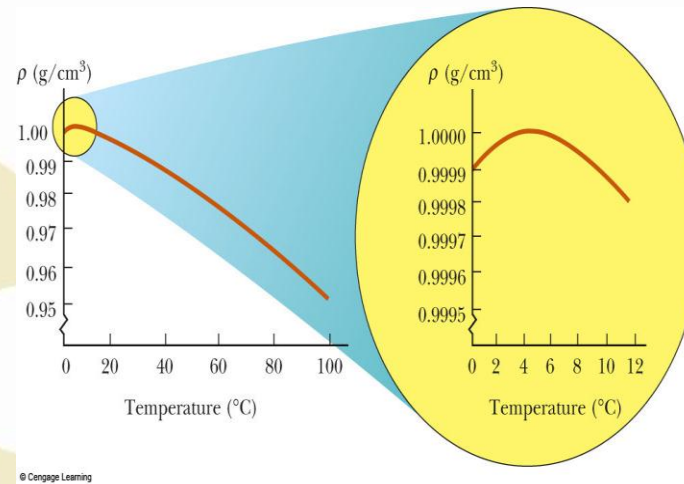 ρ (g/cm³)
1.00
0.99
0.98
0.97
0.96
0.95
0 20 40 60 80 100
Temperature (°C)
ρ (g/cm³)
1.0000
0.9999
0.9998
0.9997
0.9996
0.9995
0 2 4 6 8 10 12
Temperature (°C)
© Cengage Learning